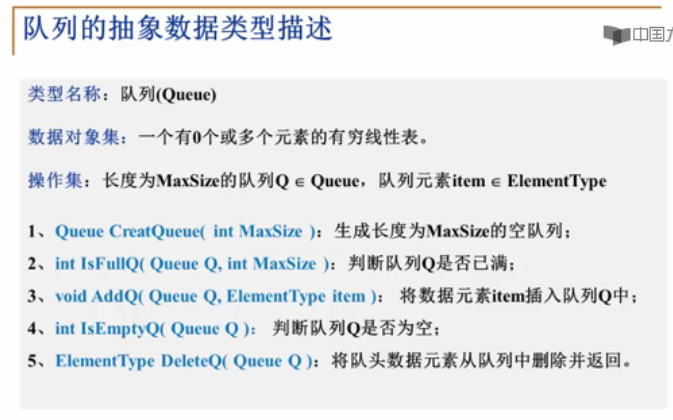 队列的抽象数据类型描述
中国
类型名称：队列(Queue)
数据对象集：一个有0个或多个元素的有穷线性表。
操作集：长度为MaxSize的队列Q ∈ Queue，队列元素item ∈ ElementType
1、Queue CreatQueue( int MaxSize )：生成长度为MaxSize的空队列；
2、int IsFullQ( Queue Q, int MaxSize )：判断队列Q是否已满；
3、void AddQ( Queue Q, ElementType item )： 将数据元素item插入队列Q中；
4、int IsEmptyQ( Queue Q )： 判断队列Q是否为空；
5、ElementType DeleteQ( Queue Q )：将队头数据元素从队列中删除并返回。